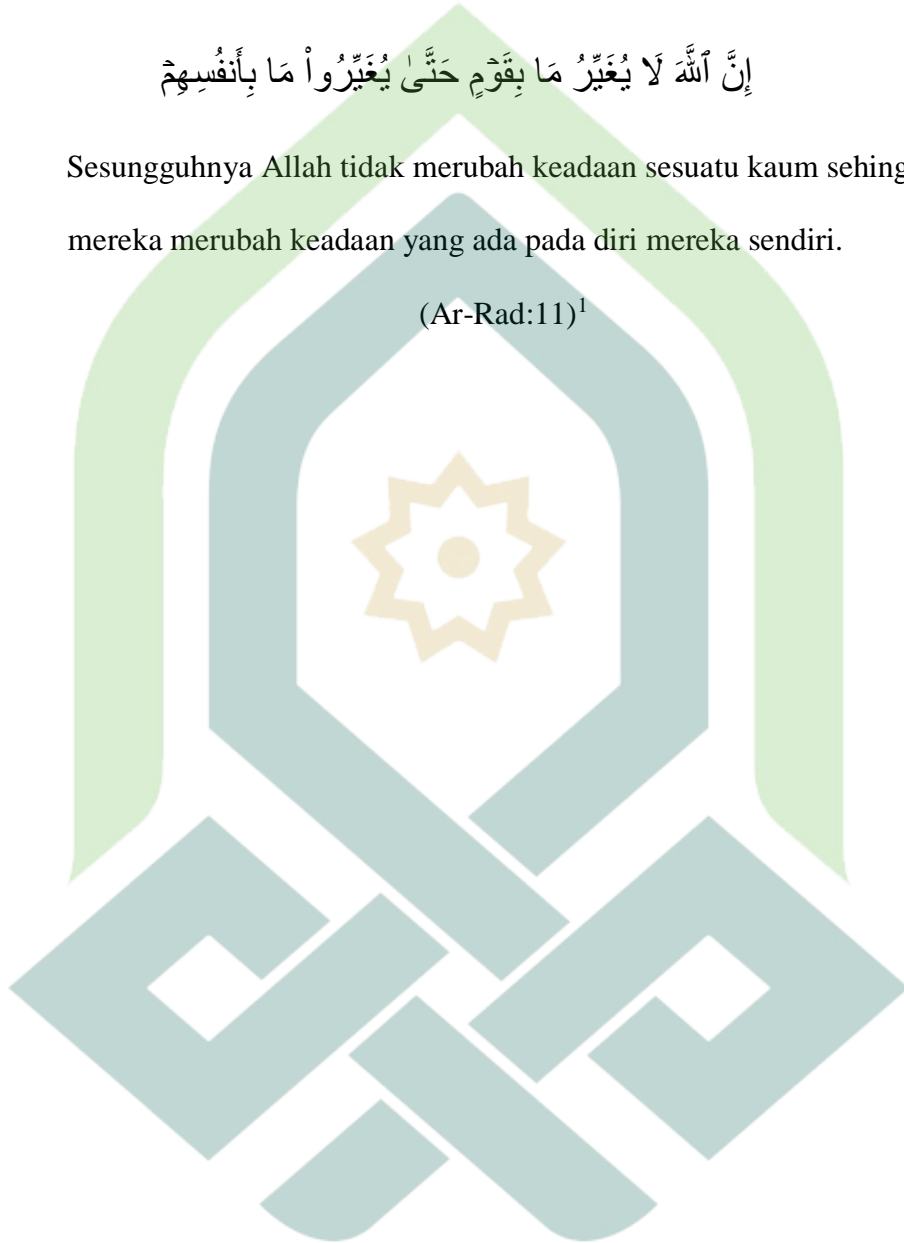 إِنَّ ٱللَّهَ لَا يُغَيِّرُ مَا بِقَوۡمٍ حَتَّىٰ يُغَيِّرُواْ مَا بِأَنفُسِهِمۡ
Sesungguhnya Allah tidak merubah keadaan sesuatu kaum sehing
mereka merubah keadaan yang ada pada diri mereka sendiri.
(Ar-Rad:11)1